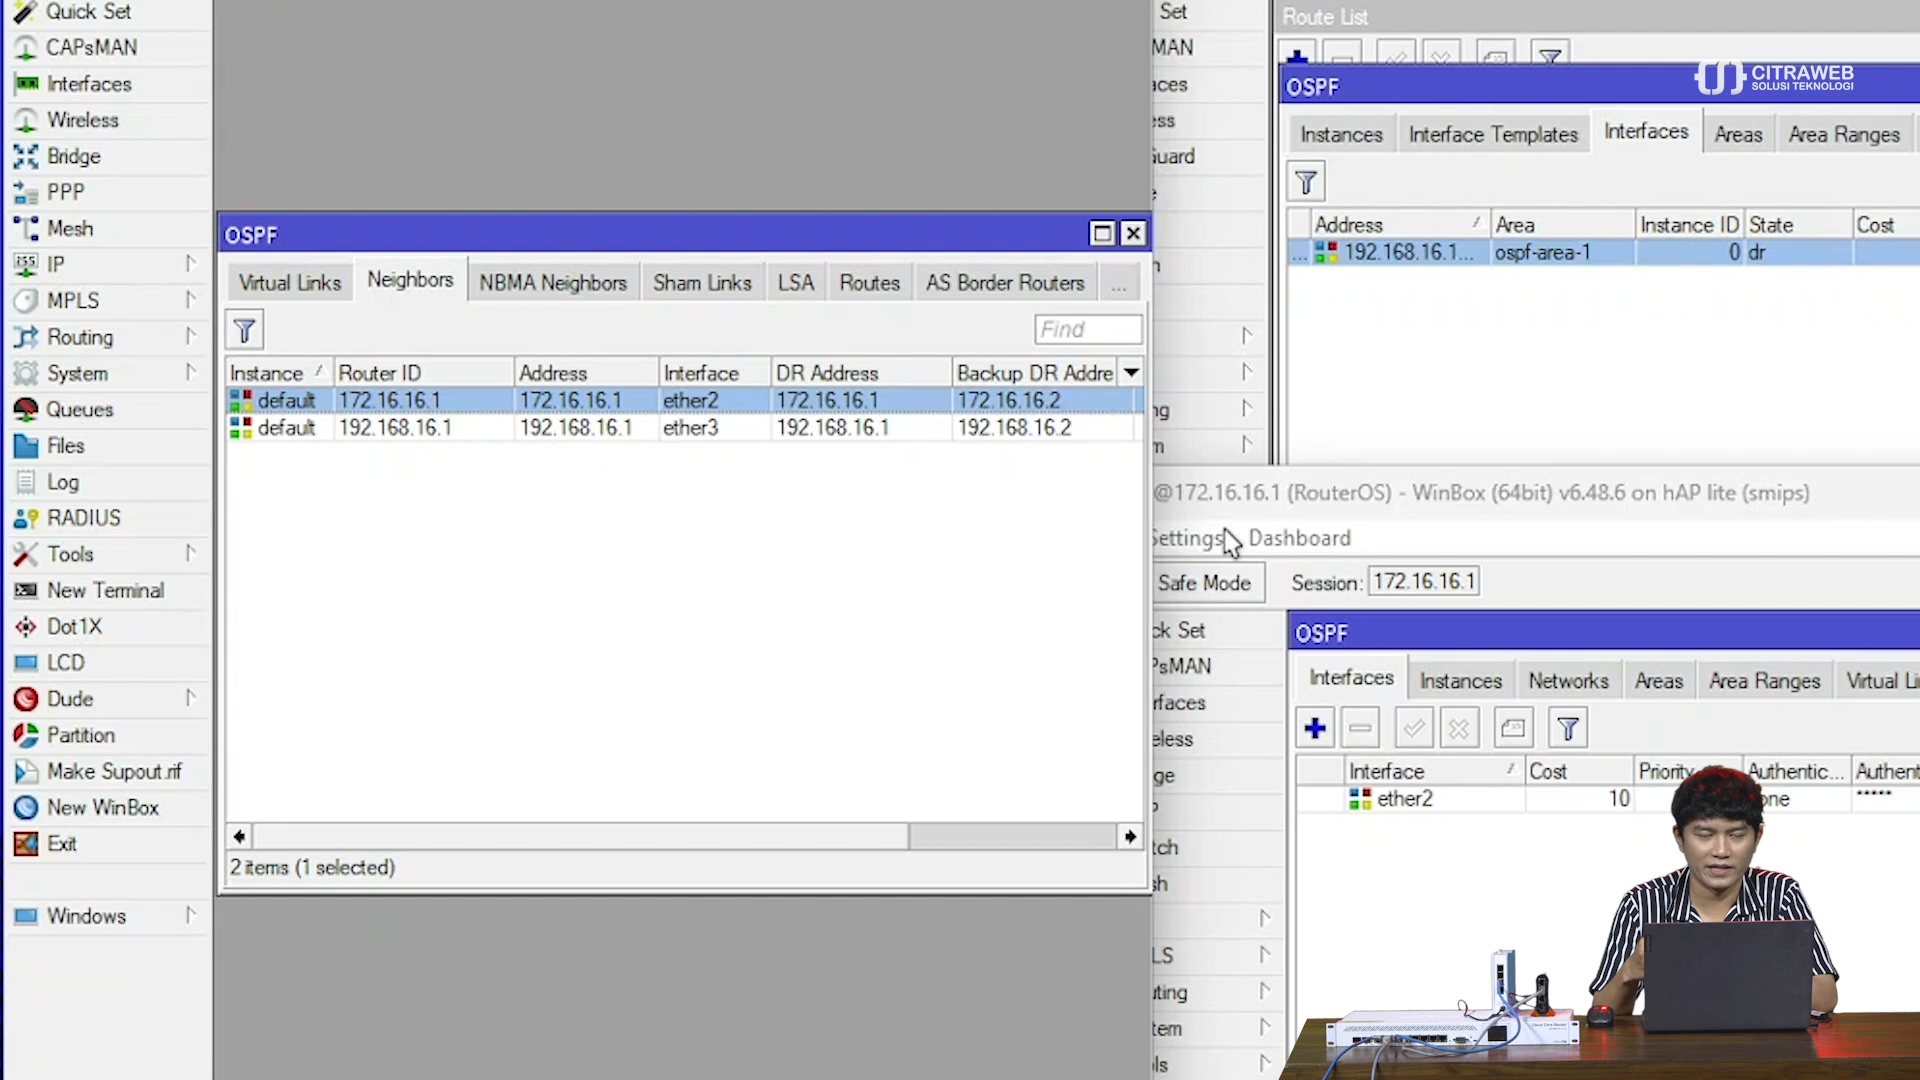 Quick Set
CAPsMAN
Interfaces
Wireless
Bridge
PPP
Mesh
IP
MPLS
Routing
System
Queues
Files
Log
RADIUS
Tools
New Terminal
Dot1X
LCD
Dude
Partition
Make Supout.rif
New WinBox
Exit
Windows
OSPF
Virtual Links Neighbors NBMA Neighbors Sham Links LSA Routes AS Border Routers ...
Find
Instance Router ID Address Interface DR Address Backup DR Addre
default 172.16.16.1 172.16.16.1 ether2 172.16.16.1 172.16.16.2
default 192.168.16.1 192.168.16.1 ether3 192.168.16.1 192.168.16.2
2 items (1 selected)
Set
MAN
aces
ess
Guard
Route List
OSPF
CITRAWEB
SOLUSI TEKNOLOGI
Instances Interface Templates Interfaces Areas Area Ranges
Address Area Instance ID State Cost
... 192.168.16.1... ospf-area-1 0 dr
@172.16.16.1 (RouterOS) - WinBox (64bit) v6.48.6 on hAP lite (smips)
Settings Dashboard
Safe Mode Session: 172.16.16.1
ck Set
PsMAN
rfaces
eless
ge
tch
sh
LS
uting
tem
ols
OSPF
Interfaces Instances Networks Areas Area Ranges Virtual Li
Interface Cost Priority Authentic... Authent
ether2 10 one *****